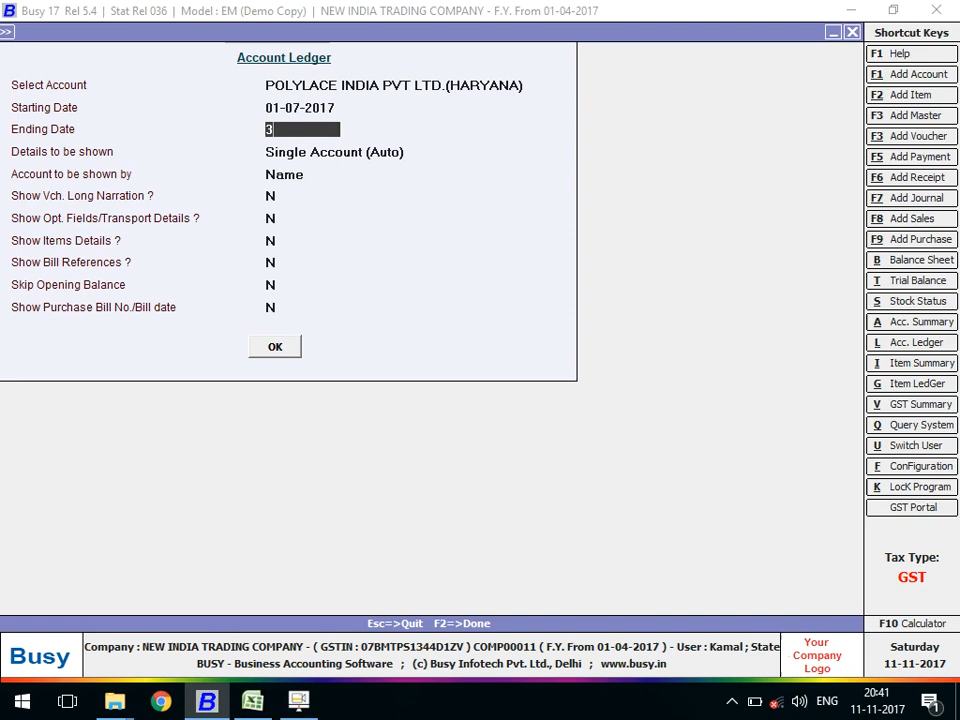 Busy 17 Rel 5.4 | Stat Rel 036 | Model : EM (Demo Copy) | NEW INDIA TRADING COMPANY - F.Y. From 01-04-2017 )
>>
Account Ledger
Select Account POLYLACE INDIA PVT LTD.(HARYANA)
Starting Date 01-07-2017
Ending Date 3
Details to be shown Single Account (Auto)
Account to be shown by Name
Show Vch. Long Narration ? N
Show Opt. Fields/Transport Details ? N
Show Items Details ? N
Show Bill References ? N
Skip Opening Balance N
Show Purchase Bill No./Bill date N
OK
Shortcut Keys
F1 Help
F1 Add Account
F2 Add Item
F3 Add Master
F3 Add Voucher
F5 Add Payment
F6 Add Receipt
F7 Add Journal
F8 Add Sales
F9 Add Purchase
B Balance Sheet
T Trial Balance
S Stock Status
A Acc. Summary
L Acc. Ledger
I Item Summary
G Item LedGer
V GST Summary
Q Query System
U Switch User
F ConFiguration
K LocK Program
GST Portal
Tax Type:
GST
Esc=>Quit F2=>Done
F10 Calculator
Busy
Company : NEW INDIA TRADING COMPANY - ( GSTIN : 07BMTPS1344D1ZV ) COMP00011 ( F.Y. From 01-04-2017 ) - User : Kamal ; State
BUSY - Business Accounting Software ; (c) Busy Infotech Pvt. Ltd., Delhi ; www.busy.in
Your
Company
Logo
Saturday
11-11-2017
ENG
20:41
11-11-2017
1